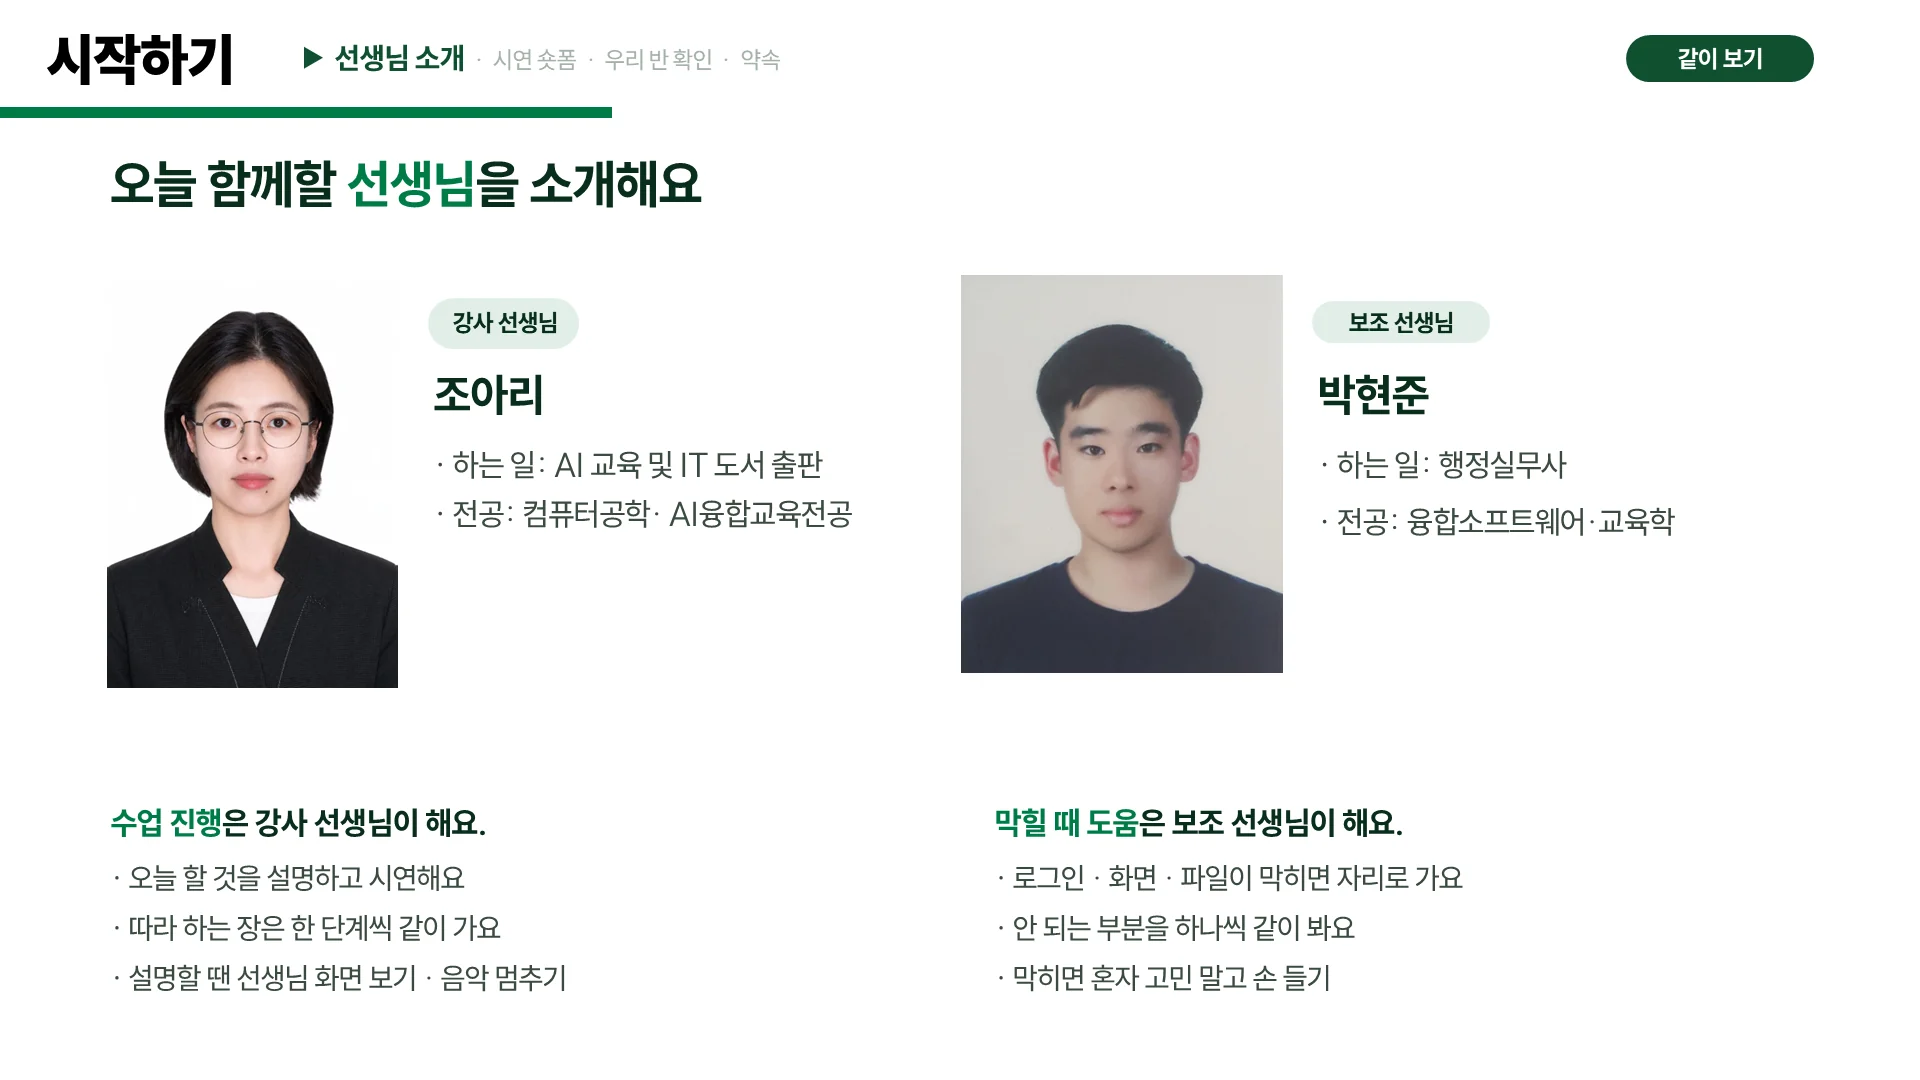 시작하기
▶ 선생님 소개 · 시연 숏폼 · 우리 반 확인 · 약속
같이 보기
오늘 함께할 선생님을 소개해요
강사 선생님
조아리
· 하는 일: AI 교육 및 IT 도서 출판
· 전공: 컴퓨터공학· AI융합교육전공
보조 선생님
박현준
· 하는 일: 행정실무사
· 전공: 융합소프트웨어·교육학
수업 진행은 강사 선생님이 해요.
· 오늘 할 것을 설명하고 시연해요
· 따라 하는 장은 한 단계씩 같이 가요
· 설명할 땐 선생님 화면 보기 · 음악 멈추기
막힐 때 도움은 보조 선생님이 해요.
· 로그인 · 화면 · 파일이 막히면 자리로 가요
· 안 되는 부분을 하나씩 같이 봐요
· 막히면 혼자 고민 말고 손 들기